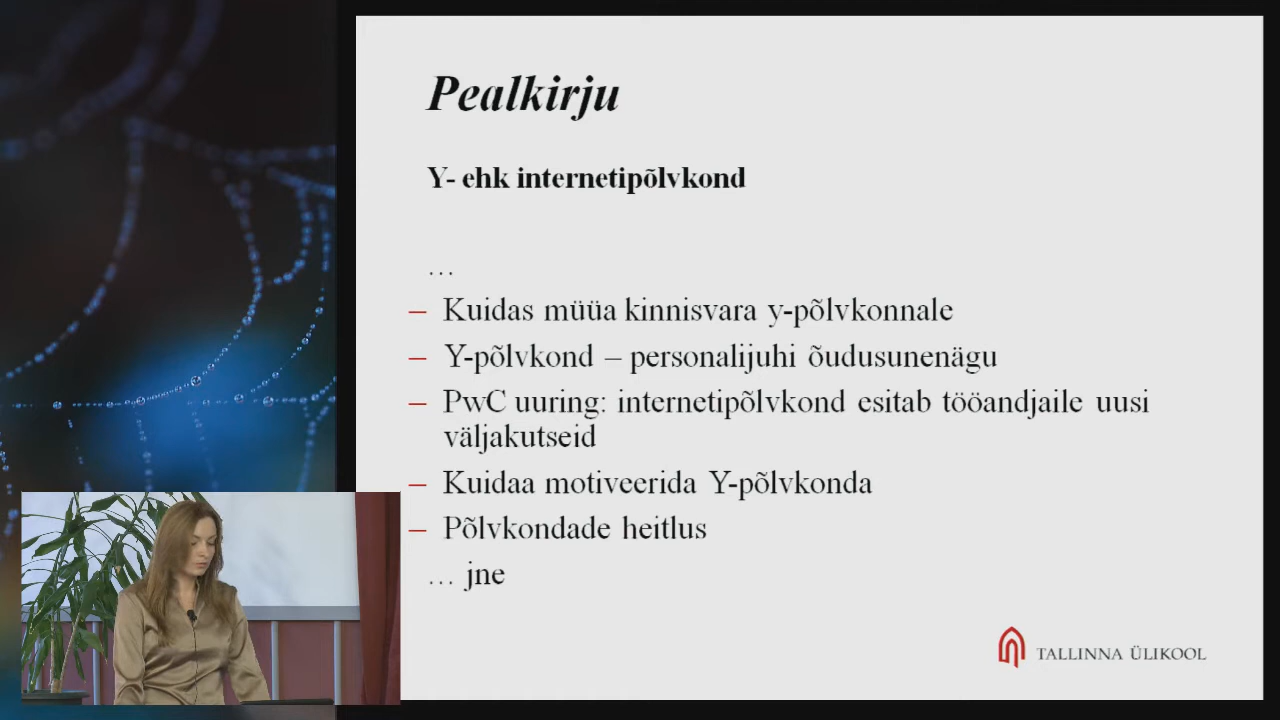 Pealkirju
Y- ehk internetipõlvkond
…
– Kuidas müüa kinnisvara y-põlvkonnale
– Y-põlvkond – personalijuhi õudusunenägu
– PwC uuring: internetipõlvkond esitab tööandjaile uusi
väljakutseid
– Kuidaa motiveerida Y-põlvkonda
– Põlvkondade heitlus
… jne
TALLINNA ÜLIKOOL